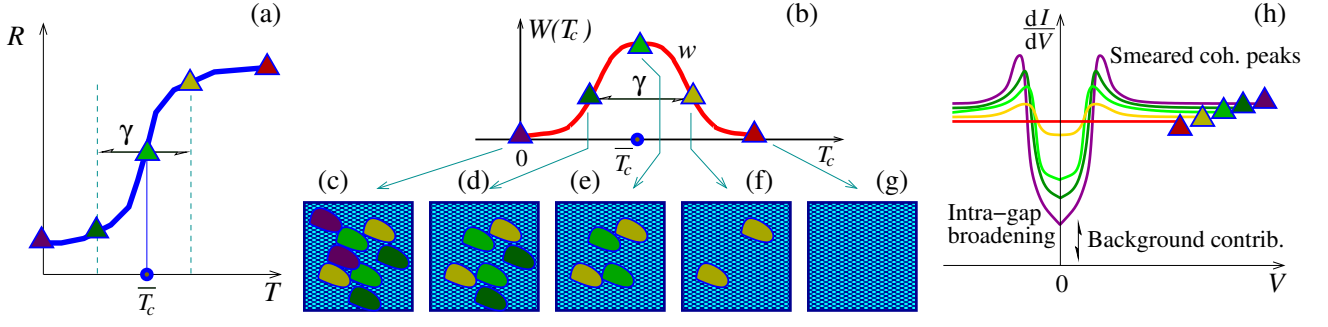 (a)
R
γ
T̅c
T
(b)
W(Tc)
w
γ
0
T̅c
Tc
(c)
(d)
(e)
(f)
(g)
(h)
dI
dV
Smeared coh. peaks
Intra-gap
broadening
Background contrib.
0
V